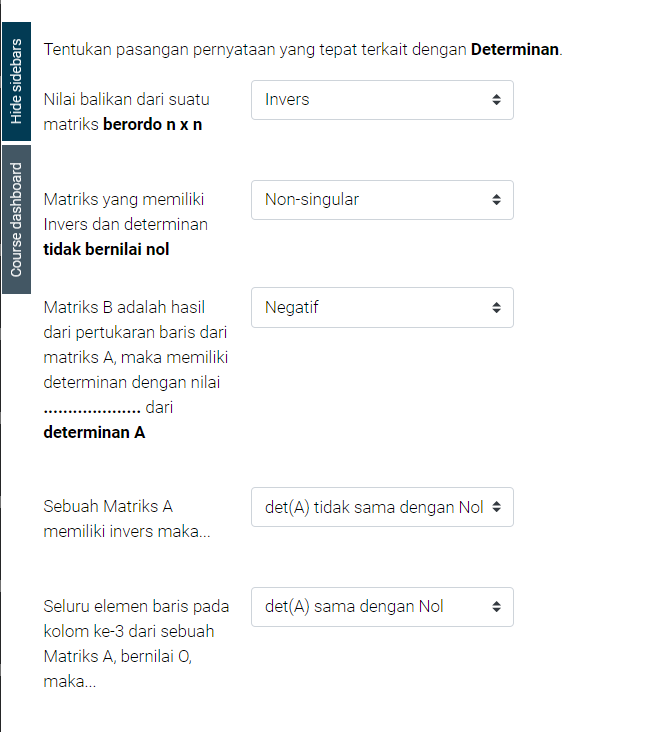 Hide sidebars
Course dashboard
Tentukan pasangan pernyataan yang tepat terkait dengan Determinan.
Nilai balikan dari suatu
matriks berordo n x n
Invers
Matriks yang memiliki
Invers dan determinan
tidak bernilai nol
Non-singular
Matriks B adalah hasil
dari pertukaran baris dari
matriks A, maka memiliki
determinan dengan nilai
.................... dari
determinan A
Negatif
Sebuah Matriks A
memiliki invers maka...
det(A) tidak sama dengan Nol
Seluru elemen baris pada
kolom ke-3 dari sebuah
Matriks A, bernilai O,
maka...
det(A) sama dengan Nol